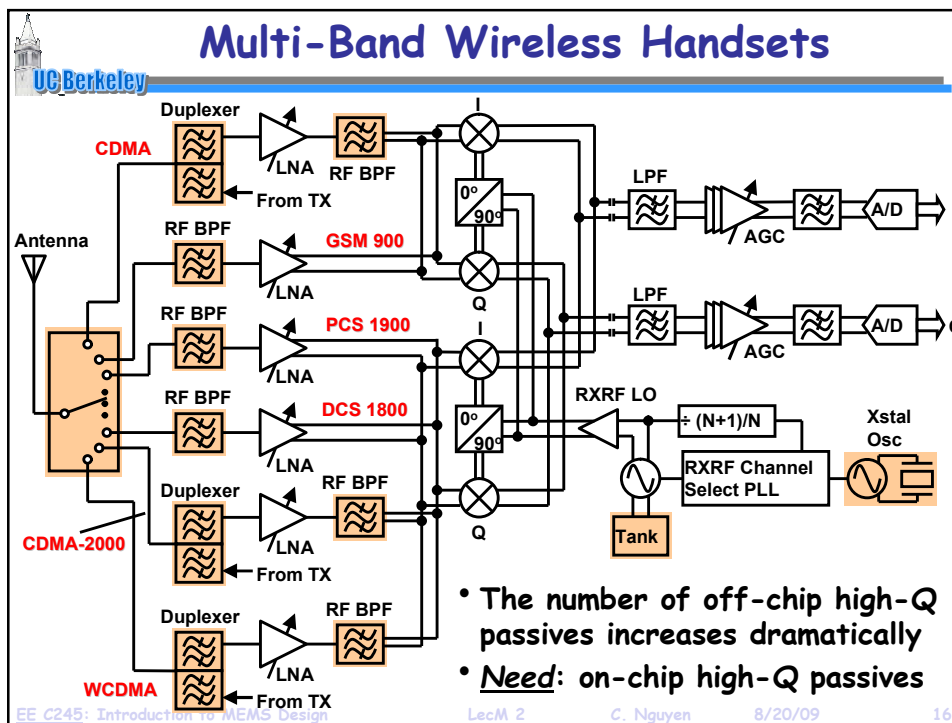 Multi-Band Wireless Handsets
UC Berkeley
Duplexer
CDMA
LNA
RF BPF
From TX
I
0o
90o
Q
LPF
AGC
A/D
Antenna
RF BPF
GSM 900
LNA
LPF
AGC
A/D
RF BPF
PCS 1900
LNA
I
0o
90o
Q
RF BPF
DCS 1800
LNA
RXRF LO
÷ (N+1)/N
Xstal
Osc
RXRF Channel
Select PLL
Tank
Duplexer
RF BPF
LNA
CDMA-2000
From TX
Duplexer
RF BPF
LNA
WCDMA
From TX
• The number of off-chip high-Q
passives increases dramatically
• Need: on-chip high-Q passives
EE C245: Introduction to MEMS Design LecM 2 C. Nguyen 8/20/09 16